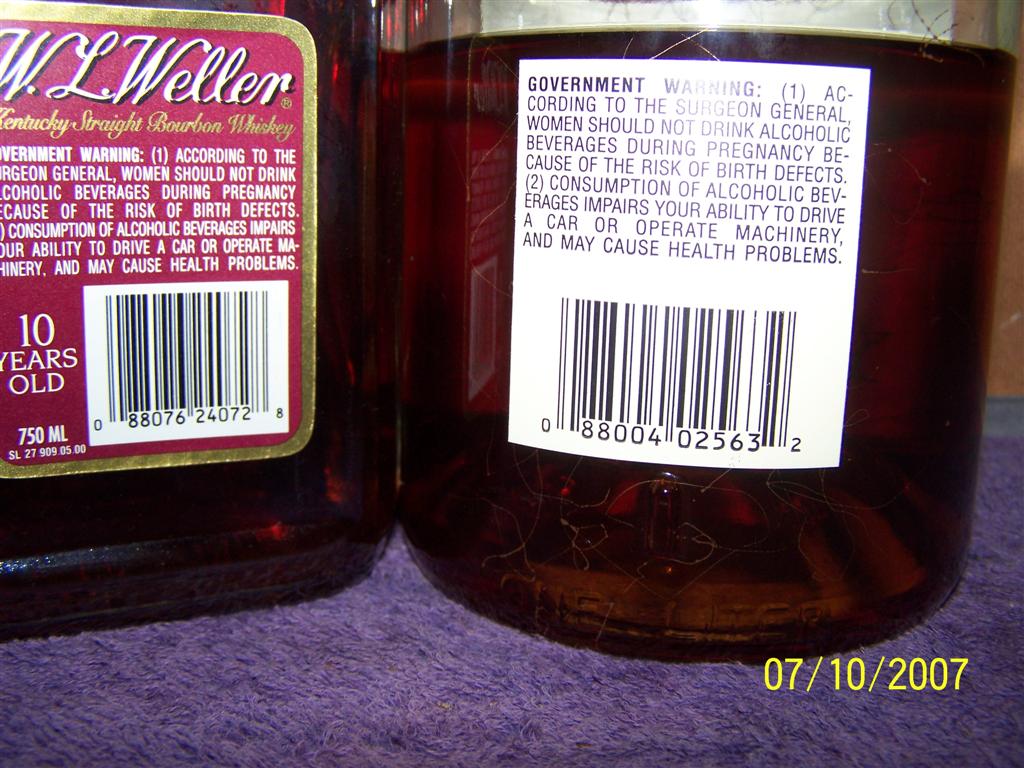 W. L. Weller®
Kentucky Straight Bourbon Whiskey
GOVERNMENT WARNING: (1) ACCORDING TO THE
SURGEON GENERAL, WOMEN SHOULD NOT DRINK
ALCOHOLIC BEVERAGES DURING PREGNANCY
BECAUSE OF THE RISK OF BIRTH DEFECTS.
(2) CONSUMPTION OF ALCOHOLIC BEVERAGES IMPAIRS
YOUR ABILITY TO DRIVE A CAR OR OPERATE MA-
CHINERY, AND MAY CAUSE HEALTH PROBLEMS.
10
YEARS
OLD
750 ML
SL 27 909.05.00
0 88076 24072 8
GOVERNMENT WARNING: (1) AC-
CORDING TO THE SURGEON GENERAL,
WOMEN SHOULD NOT DRINK ALCOHOLIC
BEVERAGES DURING PREGNANCY BE-
CAUSE OF THE RISK OF BIRTH DEFECTS.
(2) CONSUMPTION OF ALCOHOLIC BEV-
ERAGES IMPAIRS YOUR ABILITY TO DRIVE
A CAR OR OPERATE MACHINERY,
AND MAY CAUSE HEALTH PROBLEMS.
0 88004 02563 2
ONE LITER
07/10/2007